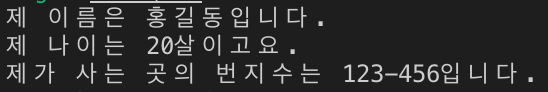 제 이름은 홍길동입니다.
제 나이는 20살이고요.
제가 사는 곳의 번지수는 123-456입니다.